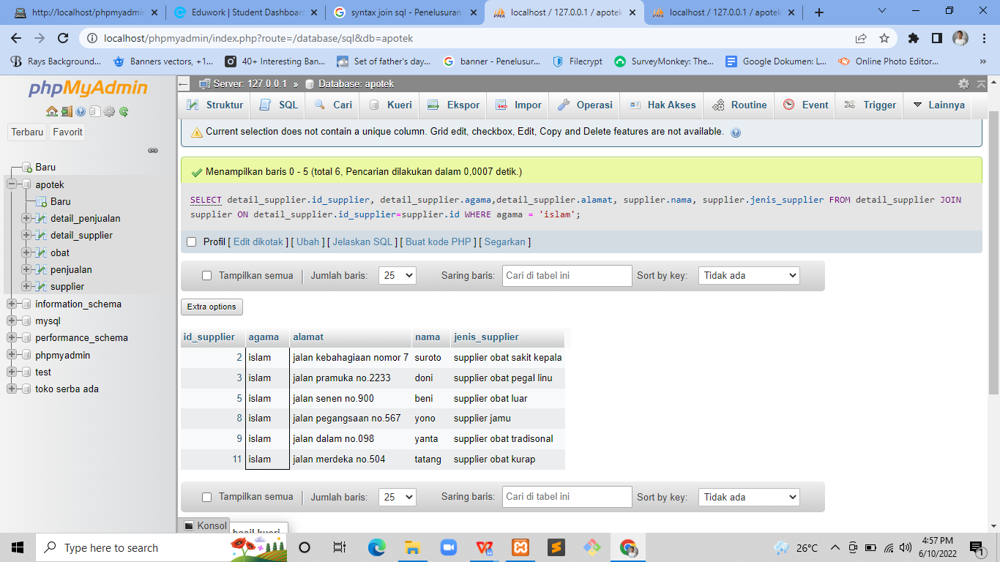 http://localhost/phpmyadmin
Eduwork | Student Dashboard
syntax join sql - Penelusuran
localhost / 127.0.0.1 / apotek
localhost / 127.0.0.1 / apotek
localhost/phpmyadmin/index.php?route=/database/sql&db=apotek
Rays Background...
Banners vectors, +1...
40+ Interesting Ban...
Set of father's day...
banner - Penelusur...
Filecrypt
SurveyMonkey: The...
Google Dokumen: L...
Online Photo Editor...
»
phpMyAdmin
Terbaru
Favorit
Baru
apotek
Baru
detail_penjualan
detail_supplier
obat
penjualan
supplier
information_schema
mysql
performance_schema
phpmyadmin
test
toko serba ada
Server: 127.0.0.1 » Database: apotek
Struktur SQL Cari Kueri Ekspor Impor Operasi Hak Akses Routine Event Trigger Lainnya
Current selection does not contain a unique column. Grid edit, checkbox, Edit, Copy and Delete features are not available.
Menampilkan baris 0 - 5 (total 6, Pencarian dilakukan dalam 0,0007 detik.)
SELECT detail_supplier.id_supplier, detail_supplier.agama,detail_supplier.alamat, supplier.nama, supplier.jenis_supplier FROM detail_supplier JOIN
supplier ON detail_supplier.id_supplier=supplier.id WHERE agama = 'islam';
Profil [ Edit dikotak ] [ Ubah ] [ Jelaskan SQL ] [ Buat kode PHP ] [ Segarkan ]
Tampilkan semua | Jumlah baris: 25 Saring baris: Cari di tabel ini Sort by key: Tidak ada
Extra options
id_supplier agama alamat nama jenis_supplier
2 islam jalan kebahagiaan nomor 7 suroto supplier obat sakit kepala
3 islam jalan pramuka no.2233 doni supplier obat pegal linu
5 islam jalan senen no.900 beni supplier obat luar
8 islam jalan pegangsaan no.567 yono supplier jamu
9 islam jalan dalam no.098 yanta supplier obat tradisonal
11 islam jalan merdeka no.504 tatang supplier obat kurap
Tampilkan semua | Jumlah baris: 25 Saring baris: Cari di tabel ini Sort by key: Tidak ada
Konsol
hasil kueri
Type here to search
26°C
4:57 PM
6/10/2022
1